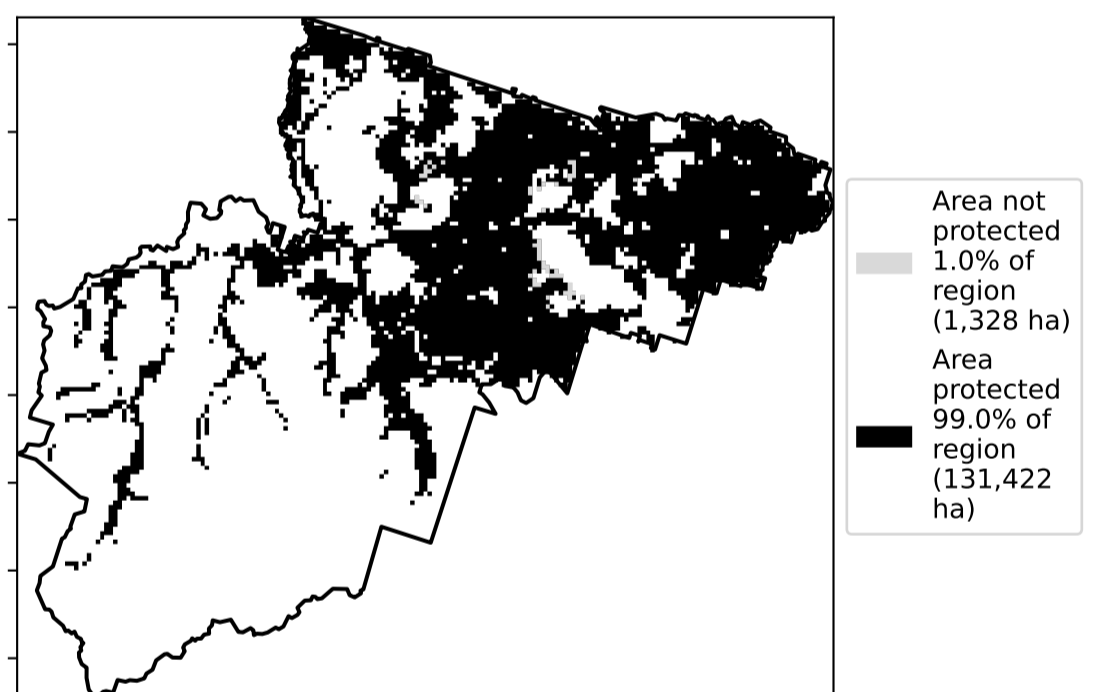 Area not
protected
1.0% of
region
(1,328 ha)
Area
protected
99.0% of
region
(131,422
ha)